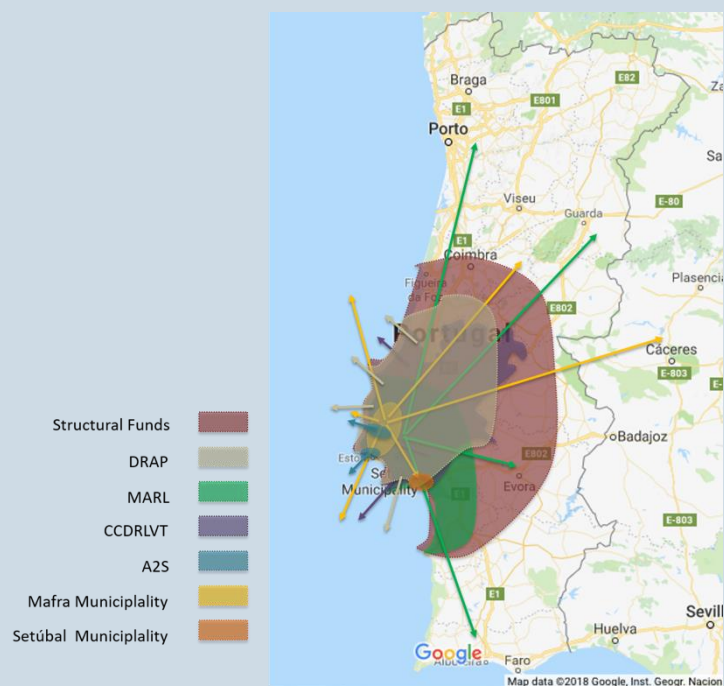 Structural Funds
DRAP
MARL
CCDRLVT
A2S
Mafra Municiplality
Setúbal Municiplality
E82
Braga
E801
E1
Porto
Viseu
Guarda
E-80
E1
Coimbra
Figueira
da Foz
Plasencia
E802
Portugal
Cáceres
E-803
Badajoz
E802
Municipality
Evora
E1
E-803
E1
Sevill
Huelva
Google
Faro
Map data ©2018 Google, Inst. Geogr. Nacion